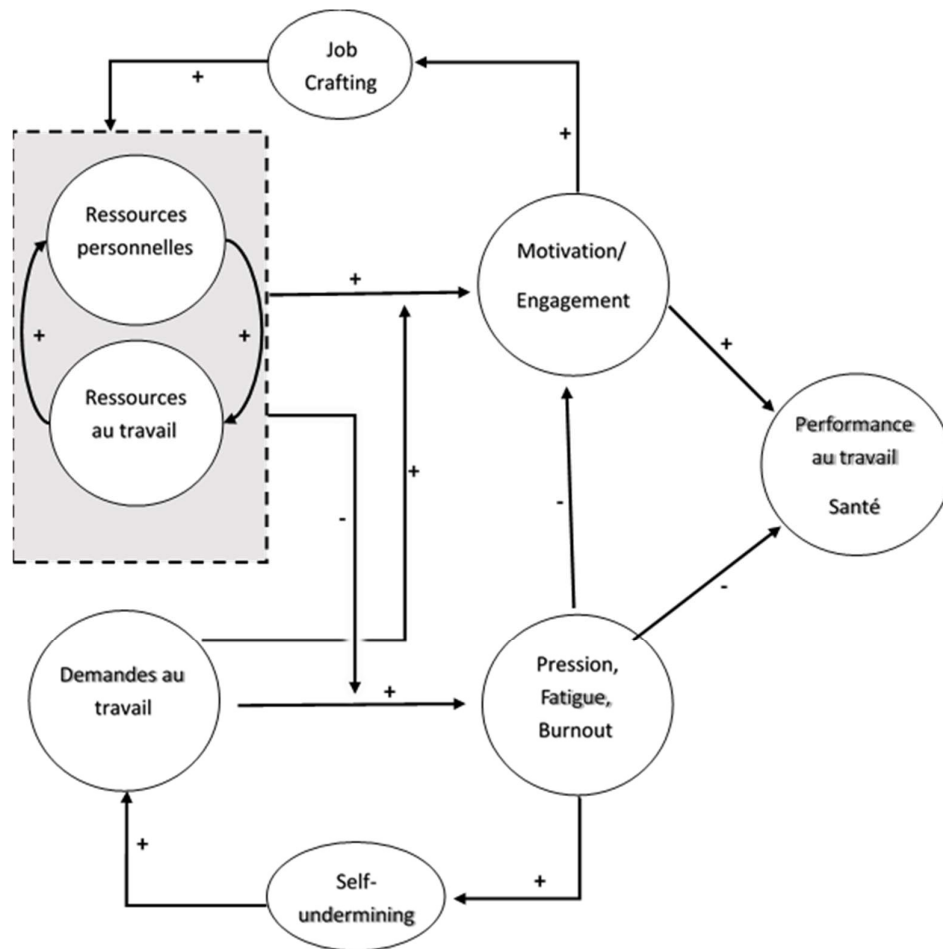 Job
Crafting
+
+
Ressources
personnelles
+
+
Ressources
au travail
+
Motivation/
Engagement
+
Performance
au travail
Santé
+
-
-
-
Demandes au
travail
+
Pression,
Fatigue,
Burnout
+
Self-
undermining
+